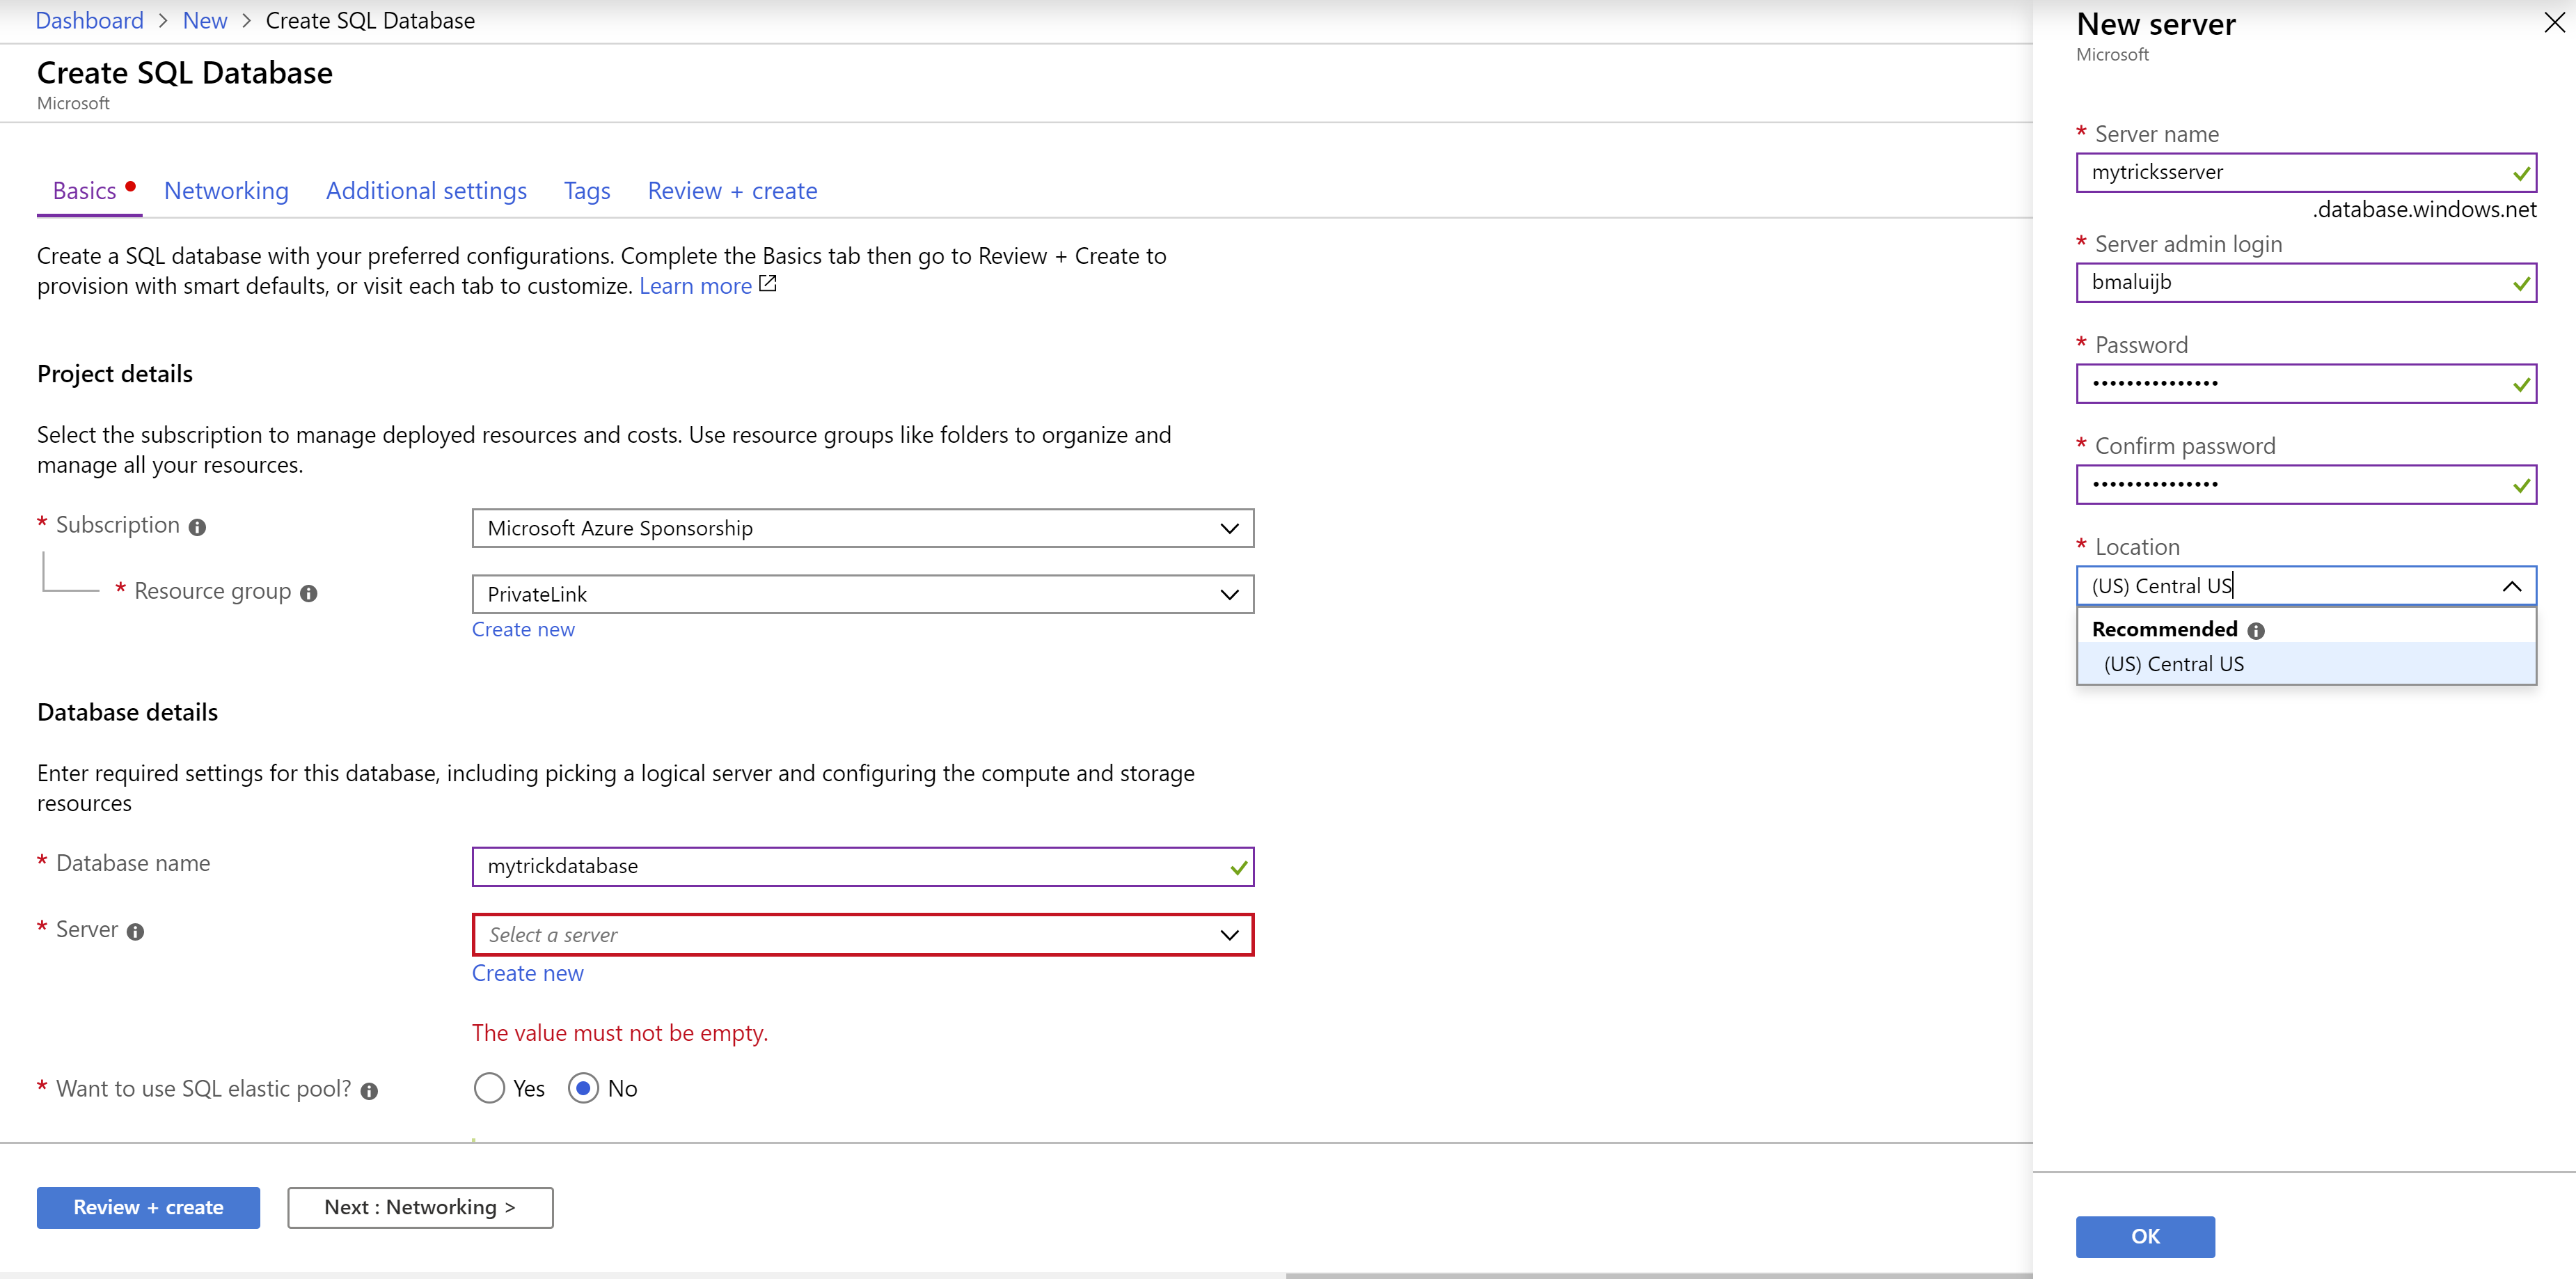 Dashboard > New > Create SQL Database
Create SQL Database
Microsoft
Basics Networking Additional settings Tags Review + create
Create a SQL database with your preferred configurations. Complete the Basics tab then go to Review + Create to
provision with smart defaults, or visit each tab to customize. Learn more
Project details
Select the subscription to manage deployed resources and costs. Use resource groups like folders to organize and
manage all your resources.
* Subscription
Microsoft Azure Sponsorship
* Resource group
PrivateLink
Create new
Database details
Enter required settings for this database, including picking a logical server and configuring the compute and storage
resources
* Database name
mytrickdatabase
* Server
Select a server
Create new
The value must not be empty.
* Want to use SQL elastic pool?
Yes No
Review + create
Next : Networking >
New server
Microsoft
* Server name
mytricksserver
.database.windows.net
* Server admin login
bmaluijb
* Password
•••••••••••••••
* Confirm password
•••••••••••••••
* Location
(US) Central US
Recommended
(US) Central US
OK